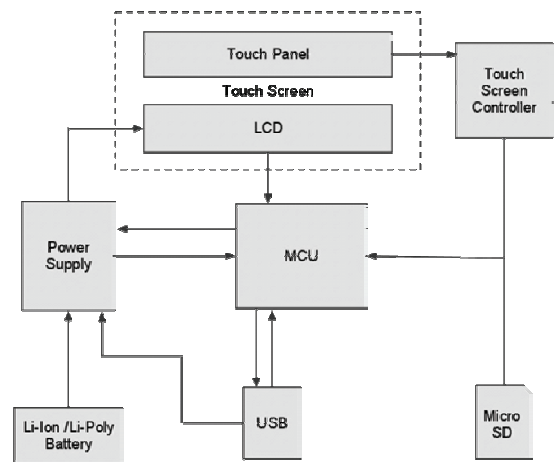 Touch Panel
Touch Screen
LCD
Touch
Screen
Controller
Power
Supply
MCU
Li-Ion /Li-Poly
Battery
USB
Micro
SD